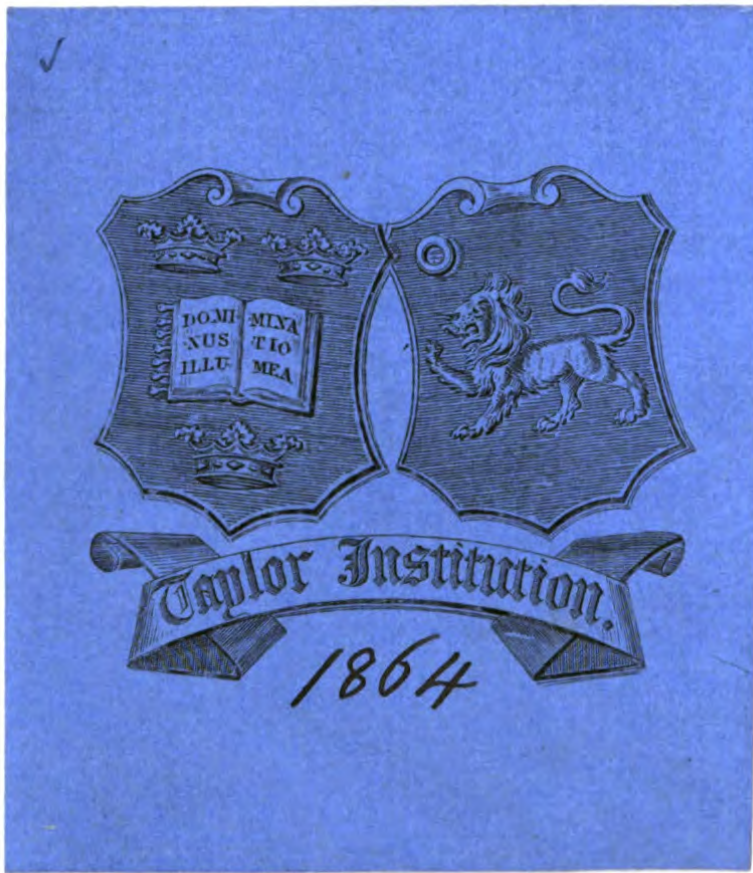 DOMI
NUS
ILLU-
MINA
TIO
MEA
Taylor Institution.
1864